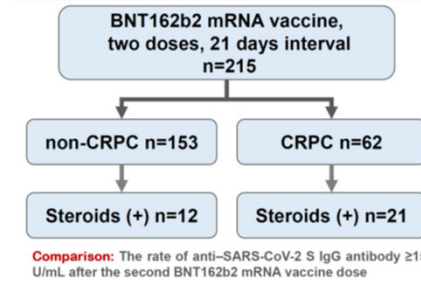 BNT162b2 mRNA vaccine,
two doses, 21 days interval
n=215
non-CRPC n=153
CRPC n=62
Steroids (+) n=12
Steroids (+) n=21
Comparison: The rate of anti–SARS-CoV-2 S IgG antibody
U/mL after the second BNT162b2 mRNA vaccine dose